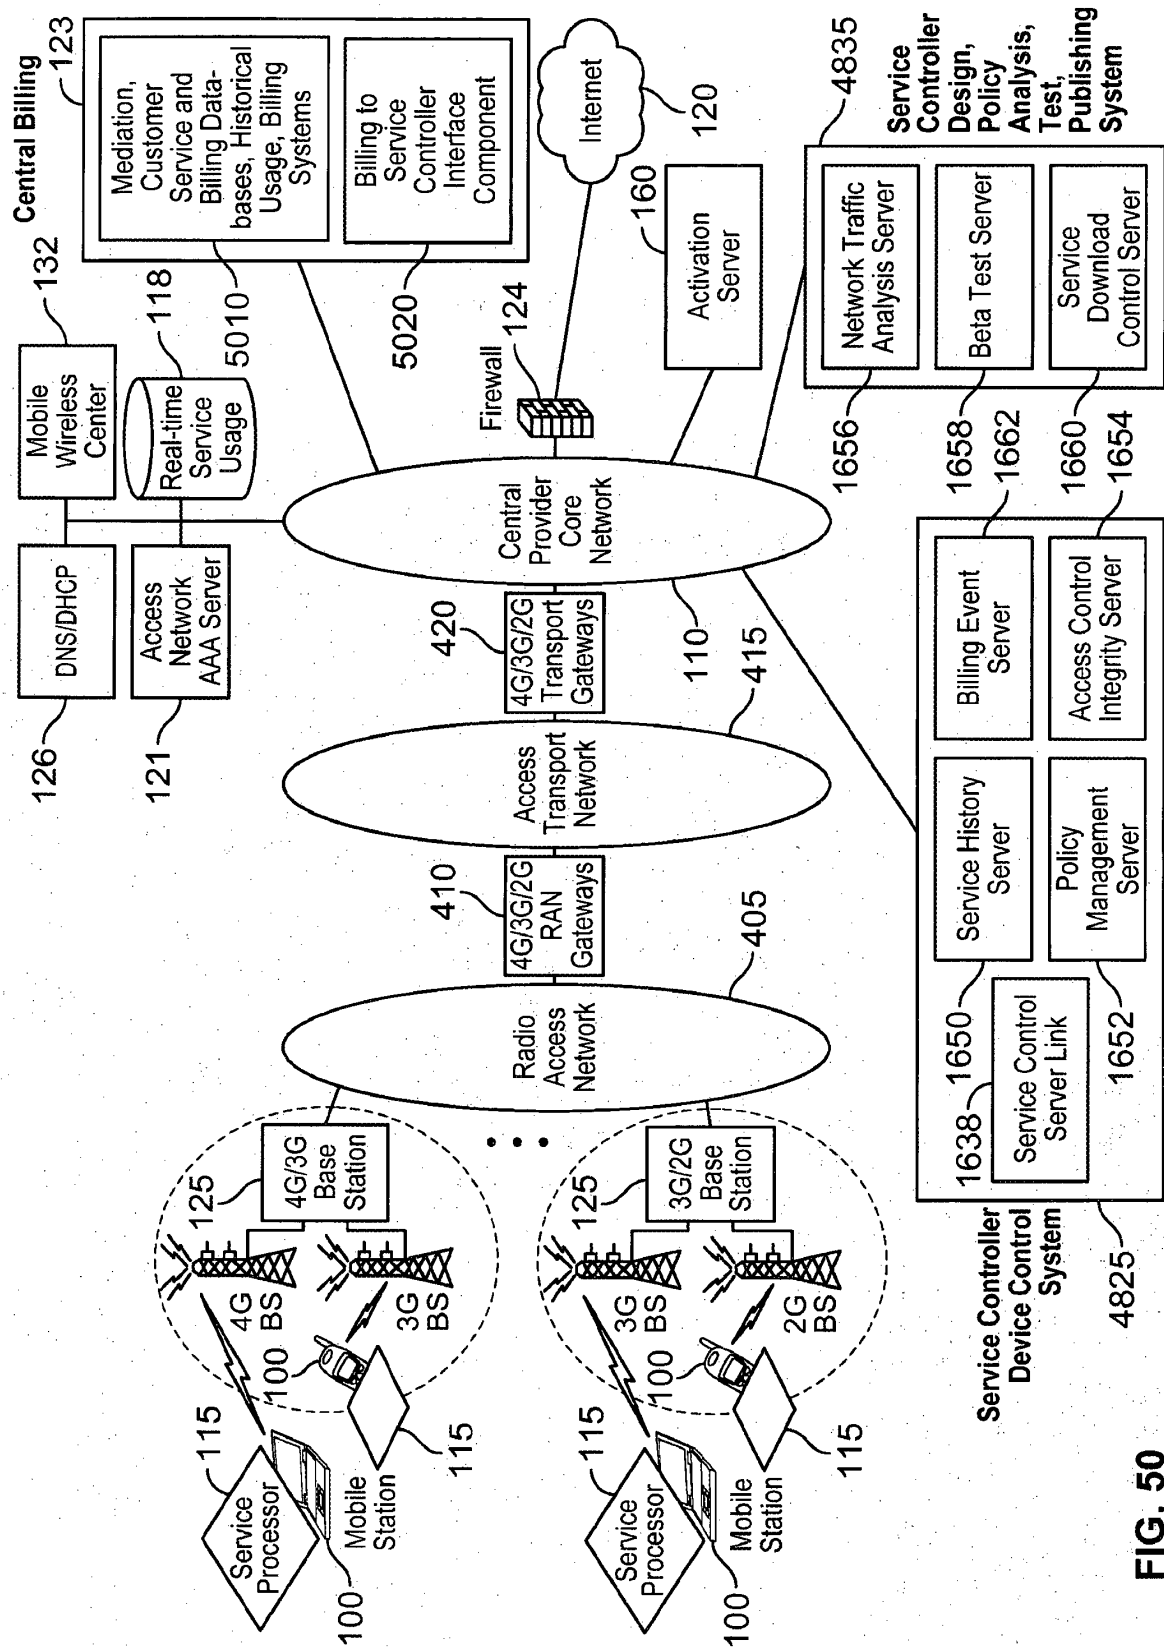 Central Billing
123
Mediation,
Customer
Service and
Billing Data-
bases, Historical
Usage, Billing
Systems
5010
Billing to
Service
Controller
Interface
Component
5020
Mobile
Wireless
Center
132
Real-time
Service
Usage
118
DNS/DHCP
126
Access
Network
AAA Server
121
Internet
120
Firewall
124
Activation
Server
160
Central
Provider
Core
Network
110
4G/3G/2G
Transport
Gateways
420
Access
Transport
Network
415
4G/3G/2G
RAN
Gateways
410
Radio
Access
Network
405
4G/3G
Base
Station
125
4G
BS
3G
BS
100
115
Service
Processor
115
Mobile
Station
100
3G/2G
Base
Station
125
3G
BS
2G
BS
100
115
Service
Processor
115
Mobile
Station
100
4835
Service
Controller
Design,
Policy
Analysis,
Test,
Publishing
System
Network Traffic
Analysis Server
1656
Beta Test Server
1658
Service
Download
Control Server
1660
Billing Event
Server
1662
Access Control
Integrity Server
1654
Service History
Server
1650
Policy
Management
Server
1652
Service Control
Server Link
1638
Service Controller
Device Control
System
4825
FIG. 50